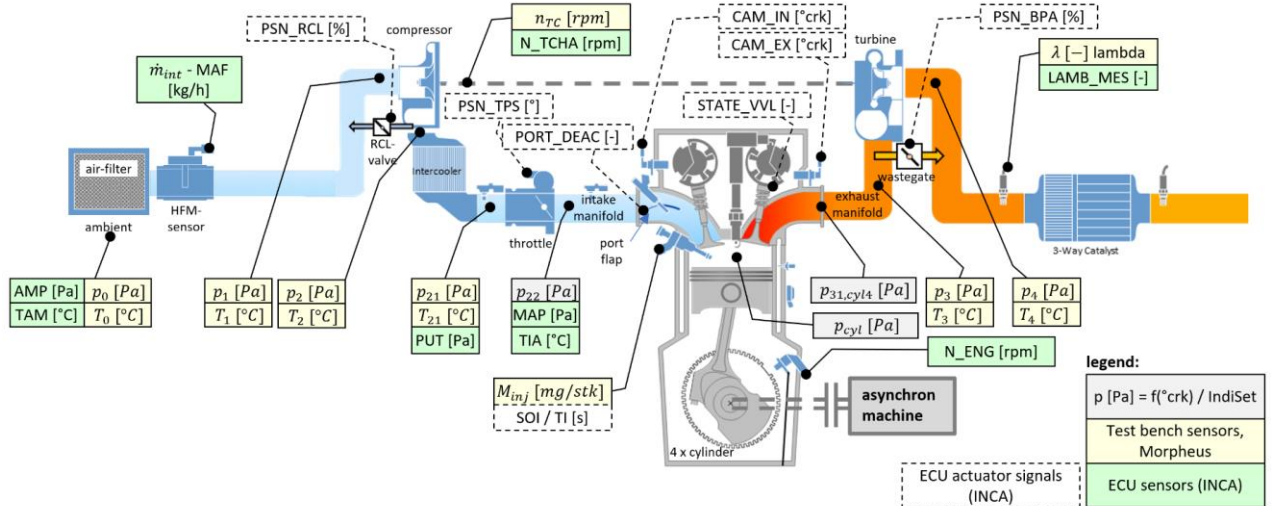 PSN_RCL [%]
compressor
n_TC [rpm]
N_TCHA [rpm]
CAM_IN [°crk]
CAM_EX [°crk]
PSN_BPA [%]
turbine
λ [−] lambda
LAMB_MES [-]
ṁ_int - MAF
[kg/h]
PSN_TPS [°]
STATE_VVL [-]
PORT_DEAC [-]
RCL-
valve
air-filter
Intercooler
wastegate
HFM-
sensor
ambient
intake
manifold
throttle
port
flap
exhaust
manifold
3-Way Catalyst
AMP [Pa]
p_0 [Pa]
TAM [°C]
T_0 [°C]
p_1 [Pa]
T_1 [°C]
p_2 [Pa]
T_2 [°C]
p_21 [Pa]
T_21 [°C]
PUT [Pa]
p_22 [Pa]
MAP [Pa]
TIA [°C]
p_31,cyl4 [Pa]
p_cyl [Pa]
p_3 [Pa]
T_3 [°C]
p_4 [Pa]
T_4 [°C]
N_ENG [rpm]
M_inj [mg/stk]
SOI / TI [s]
4 x cylinder
asynchron
machine
legend:
p [Pa] = f(°crk) / IndiSet
Test bench sensors,
Morpheus
ECU actuator signals
(INCA)
ECU sensors (INCA)